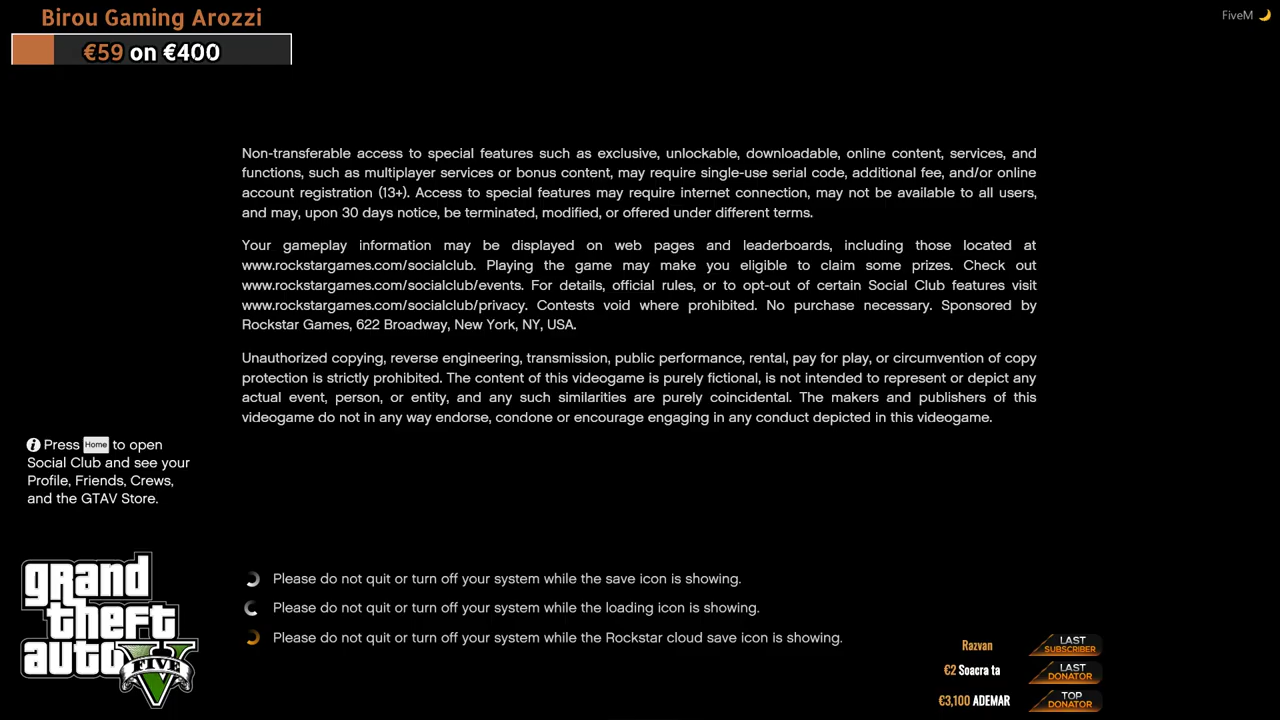 Birou Gaming Arozzi
€59 on €400
FiveM
Non-transferable access to special features such as exclusive, unlockable, downloadable, online content, services, and
functions, such as multiplayer services or bonus content, may require single-use serial code, additional fee, and/or online
account registration (13+). Access to special features may require internet connection, may not be available to all users,
and may, upon 30 days notice, be terminated, modified, or offered under different terms.
Your gameplay information may be displayed on web pages and leaderboards, including those located at
www.rockstargames.com/socialclub. Playing the game may make you eligible to claim some prizes. Check out
www.rockstargames.com/socialclub/events. For details, official rules, or to opt-out of certain Social Club features visit
www.rockstargames.com/socialclub/privacy. Contests void where prohibited. No purchase necessary. Sponsored by
Rockstar Games, 622 Broadway, New York, NY, USA.
Unauthorized copying, reverse engineering, transmission, public performance, rental, pay for play, or circumvention of copy
protection is strictly prohibited. The content of this videogame is purely fictional, is not intended to represent or depict any
actual event, person, or entity, and any such similarities are purely coincidental. The makers and publishers of this
videogame do not in any way endorse, condone or encourage engaging in any conduct depicted in this videogame.
Press Home to open
Social Club and see your
Profile, Friends, Crews,
and the GTAV Store.
grand
theft
auto V
FIVE
Please do not quit or turn off your system while the save icon is showing.
Please do not quit or turn off your system while the loading icon is showing.
Please do not quit or turn off your system while the Rockstar cloud save icon is showing.
Razvan LAST SUBSCRIBER
€2 Soacra ta LAST DONATOR
€3,100 ADEMAR TOP DONATOR